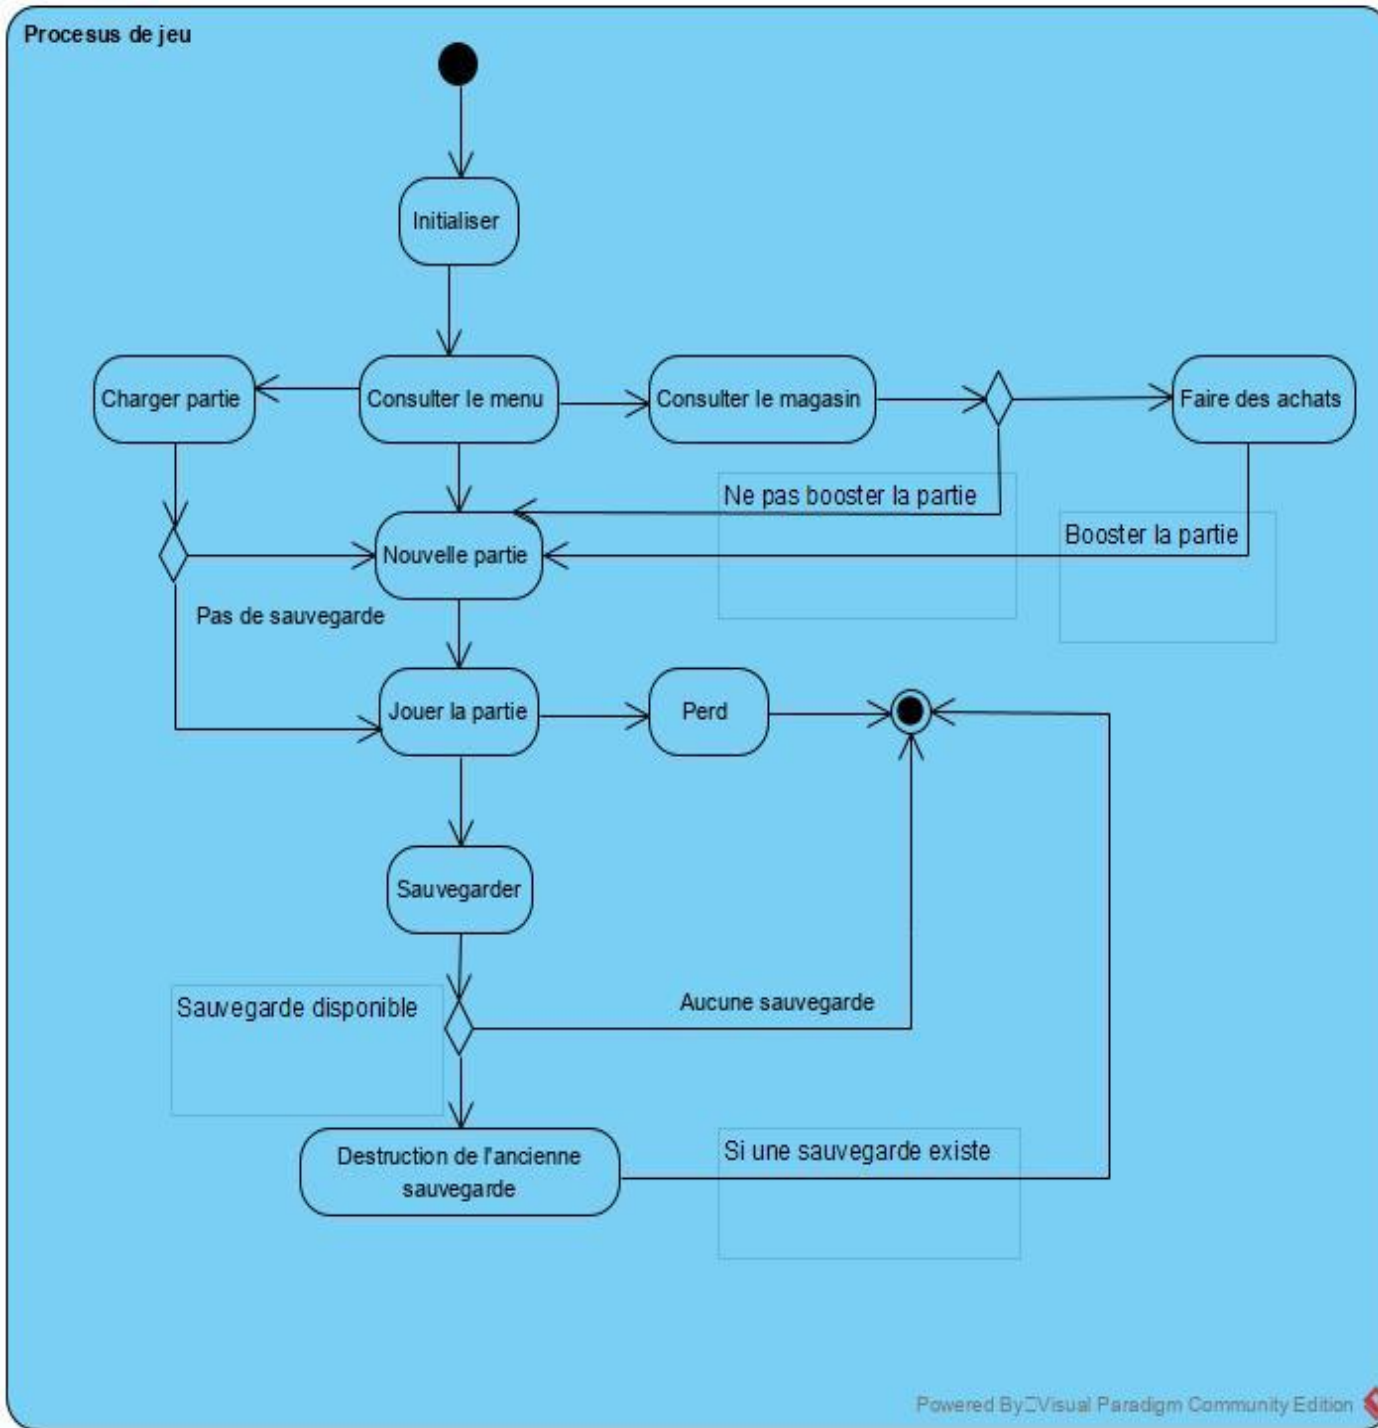 Procesus de jeu
Initialiser
Charger partie
Consulter le menu
Consulter le magasin
Faire des achats
Ne pas booster la partie
Booster la partie
Nouvelle partie
Pas de sauvegarde
Jouer la partie
Perd
Sauvegarder
Sauvegarde disponible
Aucune sauvegarde
Destruction de l'ancienne
sauvegarde
Si une sauvegarde existe
Powered By Visual Paradigm Community Edition